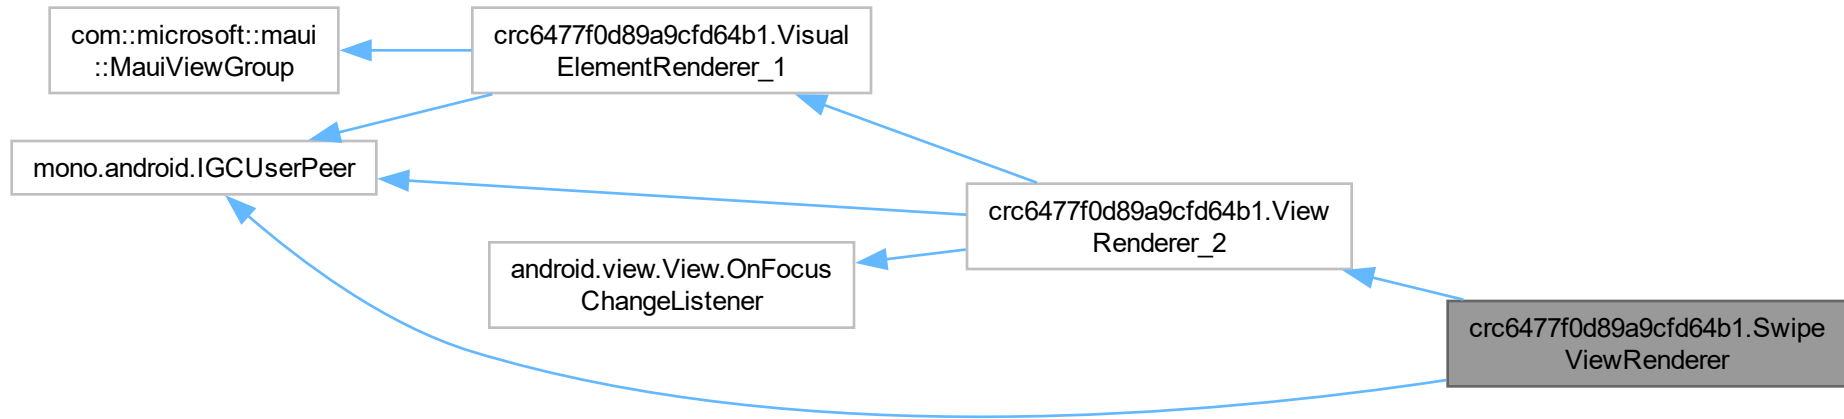 com::microsoft::maui
::MauiViewGroup
crc6477f0d89a9cfd64b1.Visual
ElementRenderer_1
mono.android.IGCUserPeer
crc6477f0d89a9cfd64b1.View
Renderer_2
android.view.View.OnFocus
ChangeListener
crc6477f0d89a9cfd64b1.Swipe
ViewRenderer